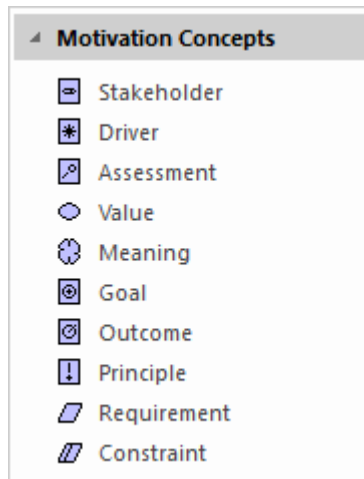 Motivation Concepts
Stakeholder
Driver
Assessment
Value
Meaning
Goal
Outcome
Principle
Requirement
Constraint